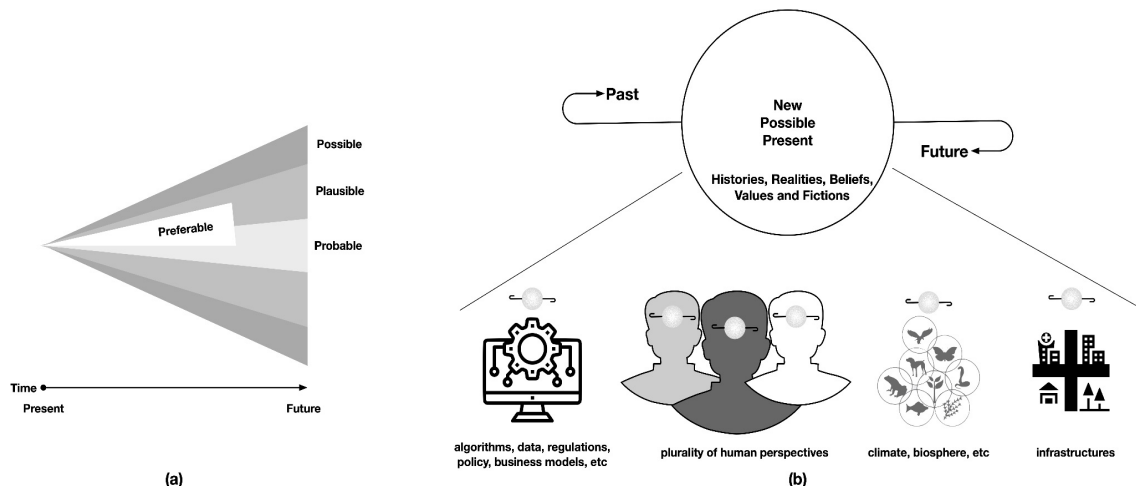 Possible
Plausible
Preferable
Probable
Time
Present
Future
(a)
Past
New
Possible
Present
Future
Histories, Realities, Beliefs,
Values and Fictions
algorithms, data, regulations,
policy, business models, etc
plurality of human perspectives
climate, biosphere, etc
infrastructures
(b)